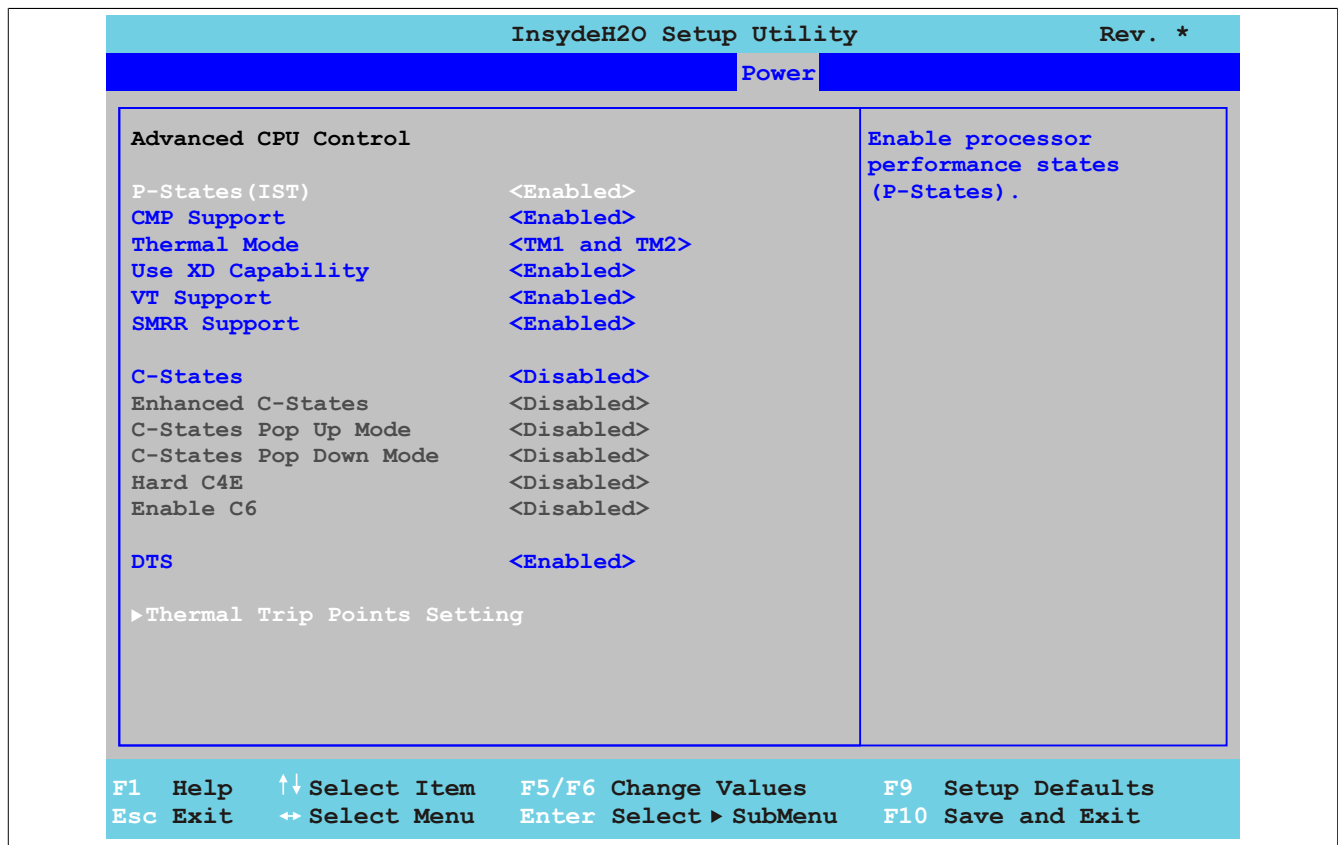 InsydeH2O Setup Utility Rev. *
Power
Advanced CPU Control
P-States(IST) <Enabled>
CMP Support <Enabled>
Thermal Mode <TM1 and TM2>
Use XD Capability <Enabled>
VT Support <Enabled>
SMRR Support <Enabled>
C-States <Disabled>
Enhanced C-States <Disabled>
C-States Pop Up Mode <Disabled>
C-States Pop Down Mode <Disabled>
Hard C4E <Disabled>
Enable C6 <Disabled>
DTS <Enabled>
▶Thermal Trip Points Setting
Enable processor
performance states
(P-States).
F1 Help ↑↓ Select Item F5/F6 Change Values F9 Setup Defaults
Esc Exit ↔ Select Menu Enter Select ▶ SubMenu F10 Save and Exit